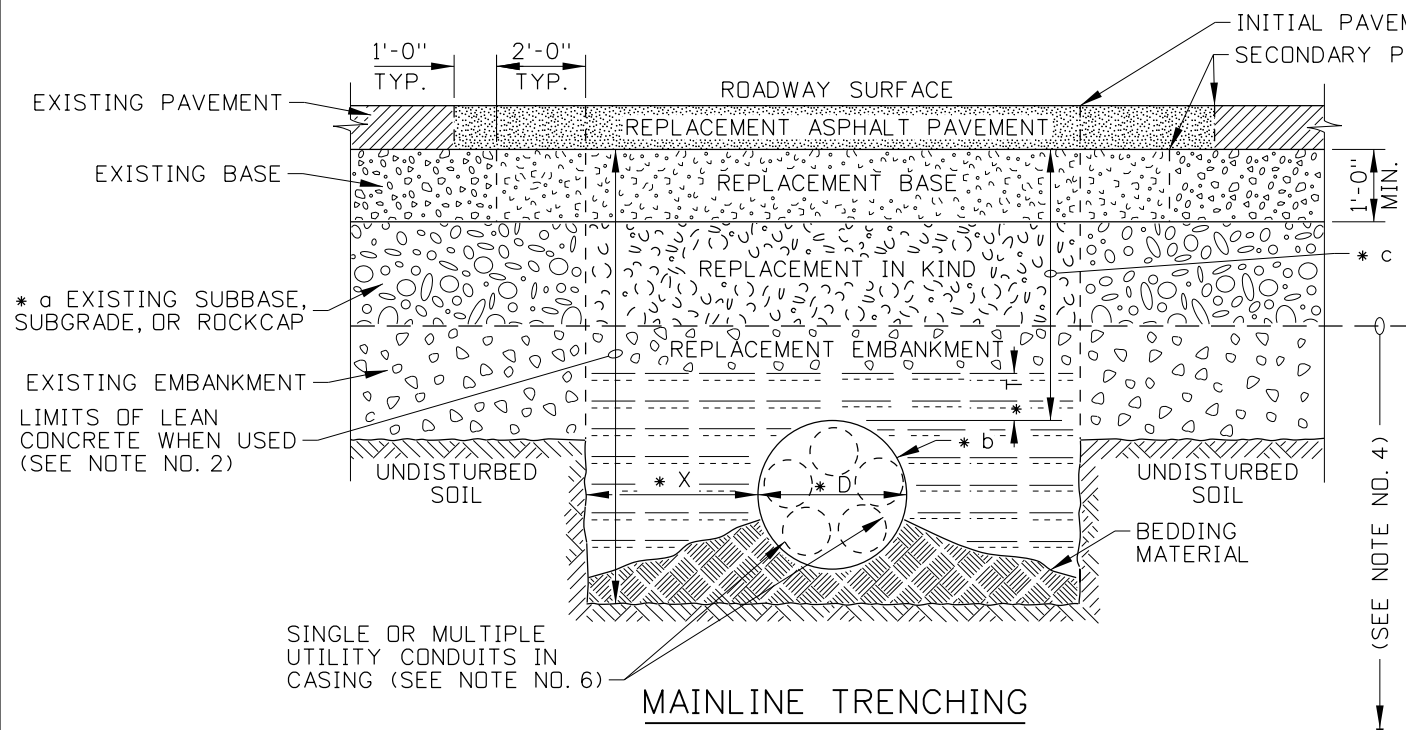 INITIAL PAVEM
SECONDARY P
1'-0" 2'-0"
TYP. TYP.
ROADWAY SURFACE
EXISTING PAVEMENT
REPLACEMENT ASPHALT PAVEMENT
EXISTING BASE
REPLACEMENT BASE
1'-0"
MIN.
REPLACEMENT IN KIND
* c
* a EXISTING SUBBASE,
SUBGRADE, OR ROCKCAP
REPLACEMENT EMBANKMENT
EXISTING EMBANKMENT
* T
LIMITS OF LEAN
CONCRETE WHEN USED
(SEE NOTE NO. 2)
* b
UNDISTURBED
SOIL
* X
* D
UNDISTURBED
SOIL
BEDDING
MATERIAL
(SEE NOTE NO. 4)
SINGLE OR MULTIPLE
UTILITY CONDUITS IN
CASING (SEE NOTE NO. 6)
MAINLINE TRENCHING